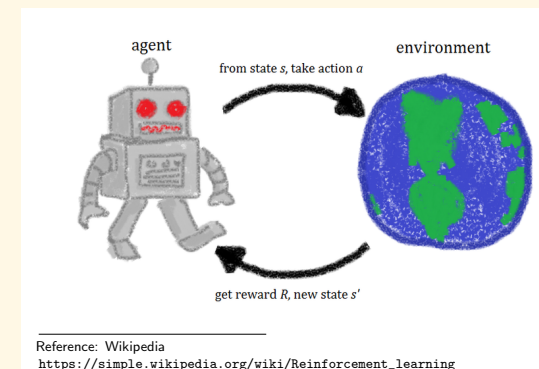 agent
environment
from state s, take action a
get reward R, new state s'
Reference: Wikipedia
https://simple.wikipedia.org/wiki/Reinforcement_learning